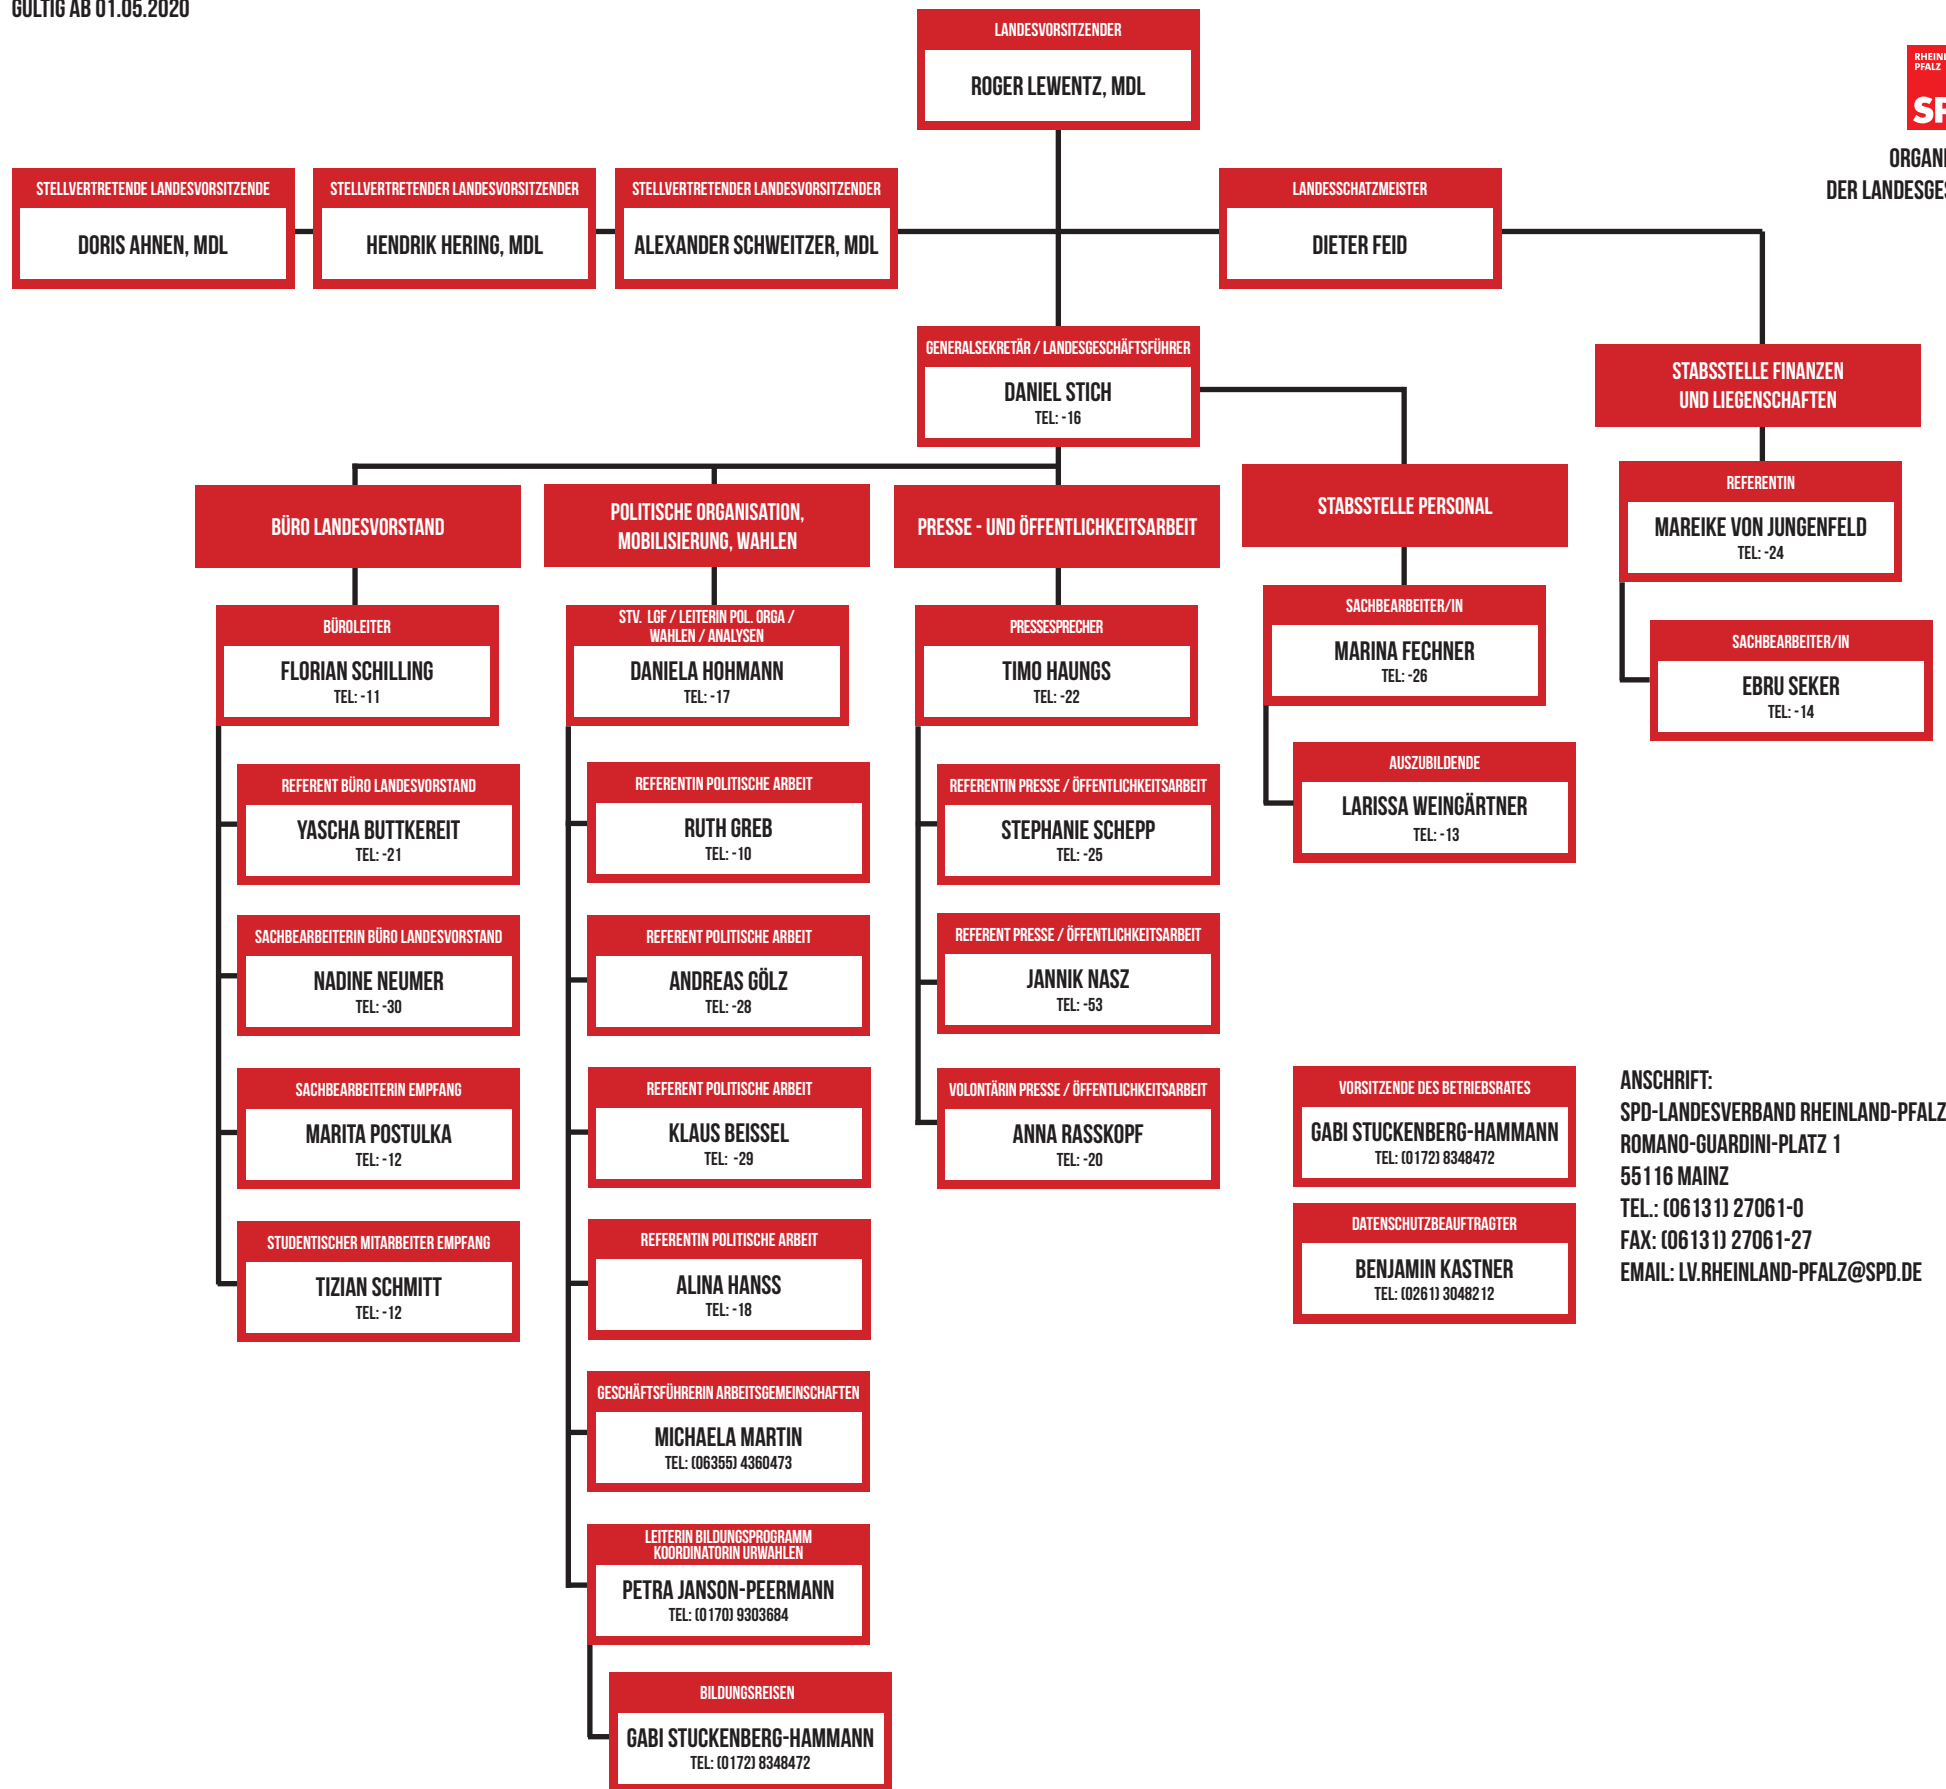 GÜLTIG AB 01.05.2020
LANDESVORSITZENDER
ROGER LEWENTZ, MDL
RHEINL
PFALZ
SP
ORGANI
DER LANDESGES
STELLVERTRETENDE LANDESVORSITZENDE
DORIS AHNEN, MDL
STELLVERTRETENDER LANDESVORSITZENDER
HENDRIK HERING, MDL
STELLVERTRETENDER LANDESVORSITZENDER
ALEXANDER SCHWEITZER, MDL
LANDESSCHATZMEISTER
DIETER FEID
GENERALSEKRETÄR / LANDESGESCHÄFTSFÜHRER
DANIEL STICH
TEL: -16
STABSSTELLE FINANZEN
UND LIEGENSCHAFTEN
REFERENTIN
MAREIKE VON JUNGENFELD
TEL: -24
SACHBEARBEITER/IN
EBRU SEKER
TEL: -14
BÜRO LANDESVORSTAND
BÜROLEITER
FLORIAN SCHILLING
TEL: -11
REFERENT BÜRO LANDESVORSTAND
YASCHA BUTTKEREIT
TEL: -21
SACHBEARBEITERIN BÜRO LANDESVORSTAND
NADINE NEUMER
TEL: -30
SACHBEARBEITERIN EMPFANG
MARITA POSTULKA
TEL: -12
STUDENTISCHER MITARBEITER EMPFANG
TIZIAN SCHMITT
TEL: -12
POLITISCHE ORGANISATION,
MOBILISIERUNG, WAHLEN
STV. LGF / LEITERIN POL. ORGA /
WAHLEN / ANALYSEN
DANIELA HOHMANN
TEL: -17
REFERENTIN POLITISCHE ARBEIT
RUTH GREB
TEL: -10
REFERENT POLITISCHE ARBEIT
ANDREAS GÖLZ
TEL: -28
REFERENT POLITISCHE ARBEIT
KLAUS BEISSEL
TEL: -29
REFERENTIN POLITISCHE ARBEIT
ALINA HANSS
TEL: -18
GESCHÄFTSFÜHRERIN ARBEITSGEMEINSCHAFTEN
MICHAELA MARTIN
TEL: (06355) 4360473
LEITERIN BILDUNGSPROGRAMM
KOORDINATORIN URWAHLEN
PETRA JANSON-PEERMANN
TEL: (0170) 9303684
BILDUNGSREISEN
GABI STUCKENBERG-HAMMANN
TEL: (0172) 8348472
PRESSE - UND ÖFFENTLICHKEITSARBEIT
PRESSESPRECHER
TIMO HAUNGS
TEL: -22
REFERENTIN PRESSE / ÖFFENTLICHKEITSARBEIT
STEPHANIE SCHEPP
TEL: -25
REFERENT PRESSE / ÖFFENTLICHKEITSARBEIT
JANNIK NASZ
TEL: -53
VOLONTÄRIN PRESSE / ÖFFENTLICHKEITSARBEIT
ANNA RASSKOPF
TEL: -20
STABSSTELLE PERSONAL
SACHBEARBEITER/IN
MARINA FECHNER
TEL: -26
AUSZUBILDENDE
LARISSA WEINGÄRTNER
TEL: -13
VORSITZENDE DES BETRIEBSRATES
GABI STUCKENBERG-HAMMANN
TEL: (0172) 8348472
DATENSCHUTZBEAUFTRAGTER
BENJAMIN KASTNER
TEL: (0261) 3048212
ANSCHRIFT:
SPD-LANDESVERBAND RHEINLAND-PFALZ
ROMANO-GUARDINI-PLATZ 1
55116 MAINZ
TEL.: (06131) 27061-0
FAX: (06131) 27061-27
EMAIL: LV.RHEINLAND-PFALZ@SPD.DE